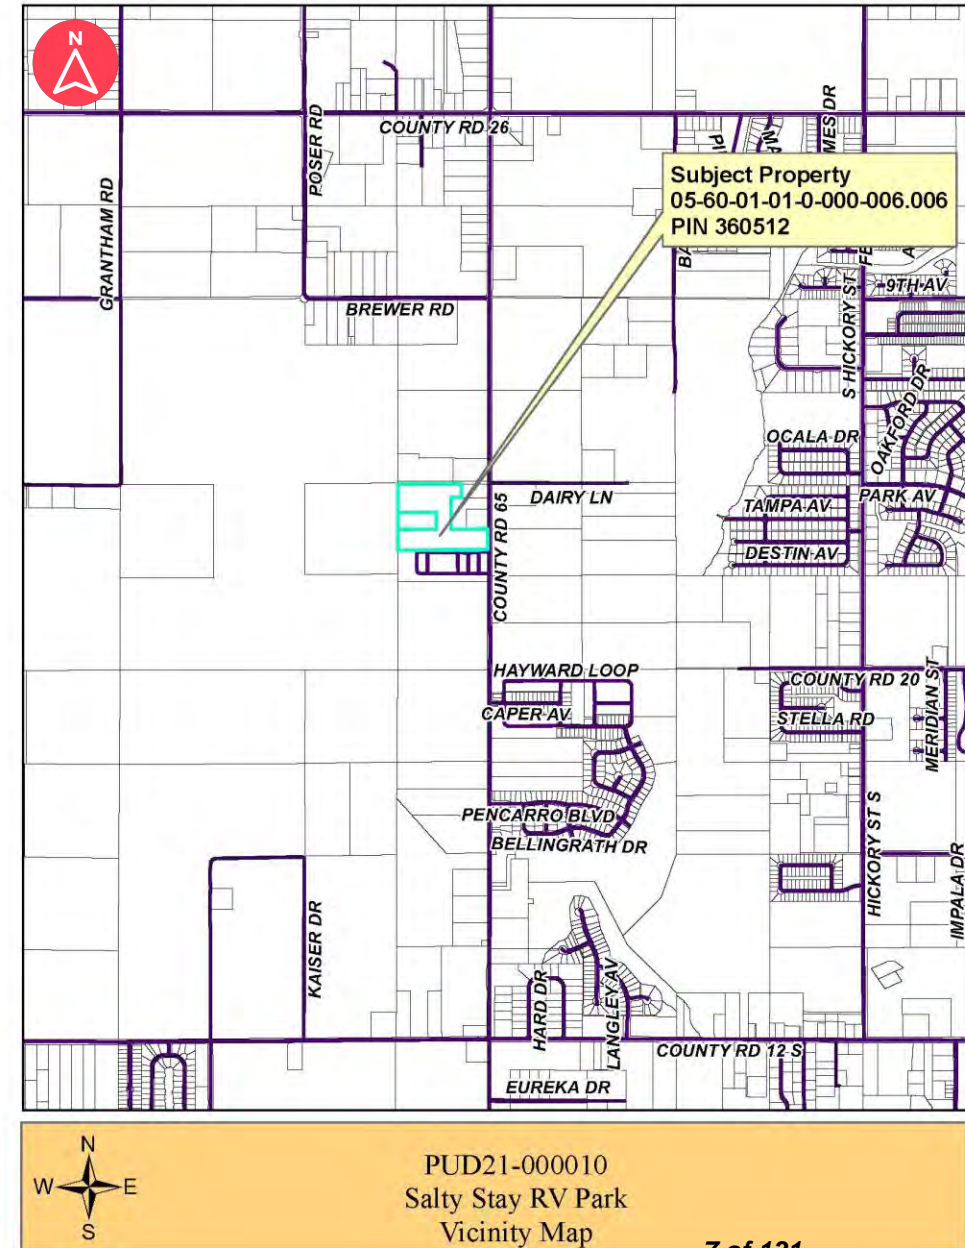 N
COUNTY RD 26
POSER RD
MES DR
Subject Property
05-60-01-01-0-000-006.006
PIN 360512
GRANTHAM RD
BREWER RD
9TH AV
S HICKORY ST
OAKFORD DR
OCALA DR
DAIRY LN
TAMPA AV
PARK AV
COUNTY RD 65
DESTIN AV
HAYWARD LOOP
COUNTY RD 20
CAPER AV
STELLA RD
MERIDIAN ST
PENCARRO BLVD
BELLINGRATH DR
HICKORY ST S
IMPALA DR
KAISER DR
HARD DR
LANGLEY AV
COUNTY RD 12 S
EUREKA DR
N
W E
S
PUD21-000010
Salty Stay RV Park
Vicinity Map